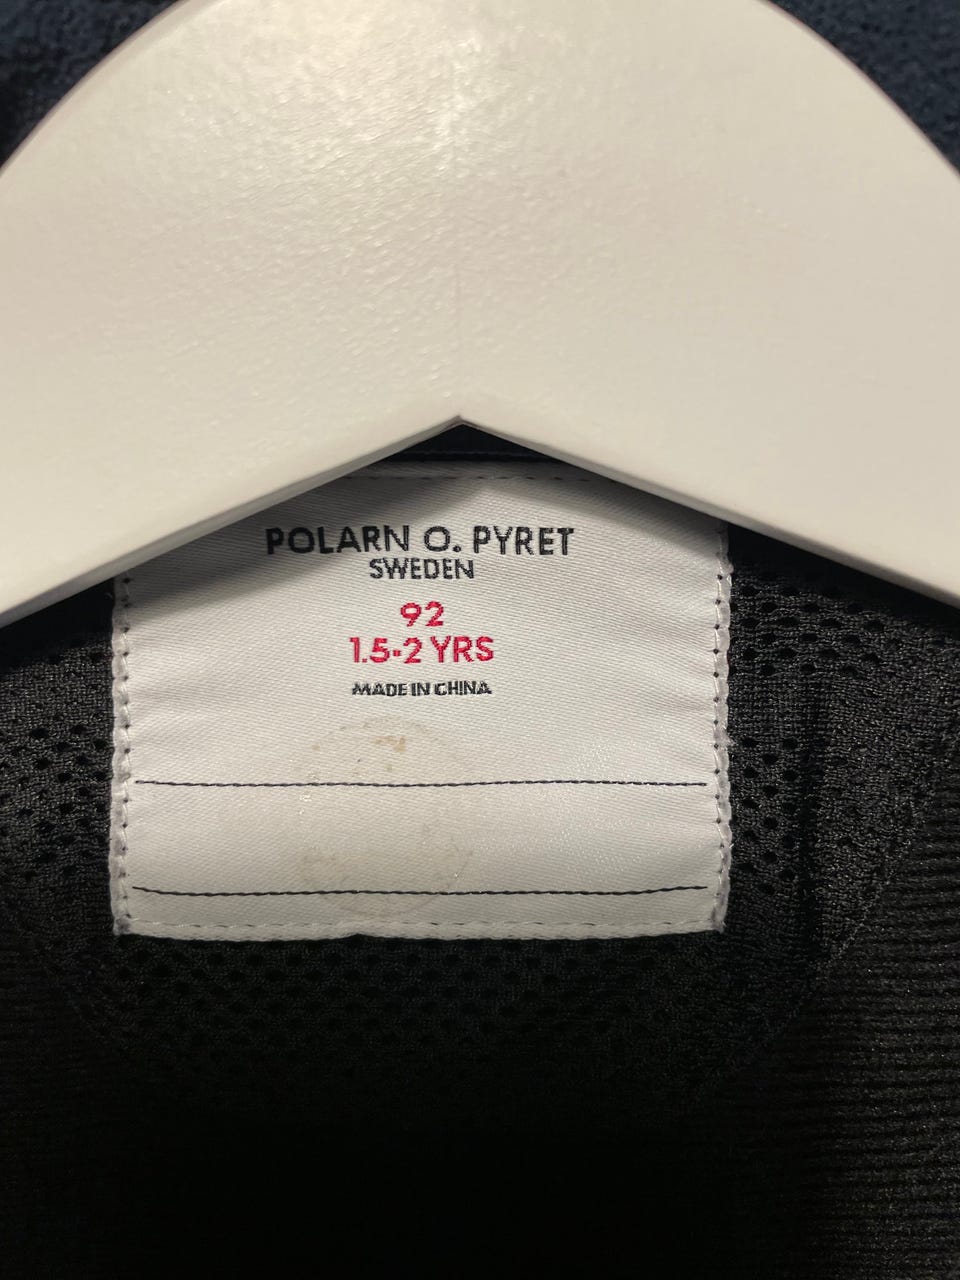 POLARN O. PYRET
SWEDEN
92
1.5-2 YRS
MADE IN CHINA